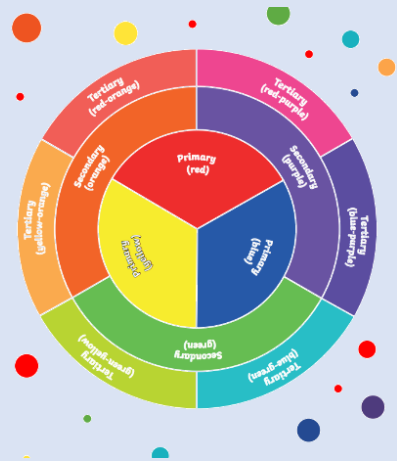 Primary
(red)
Primary
(blue)
Primary
(yellow)
Secondary
(orange)
Secondary
(purple)
Secondary
(green)
Tertiary
(red-orange)
Tertiary
(red-purple)
Tertiary
(blue-purple)
Tertiary
(blue-green)
Tertiary
(green-yellow)
Tertiary
(yellow-orange)